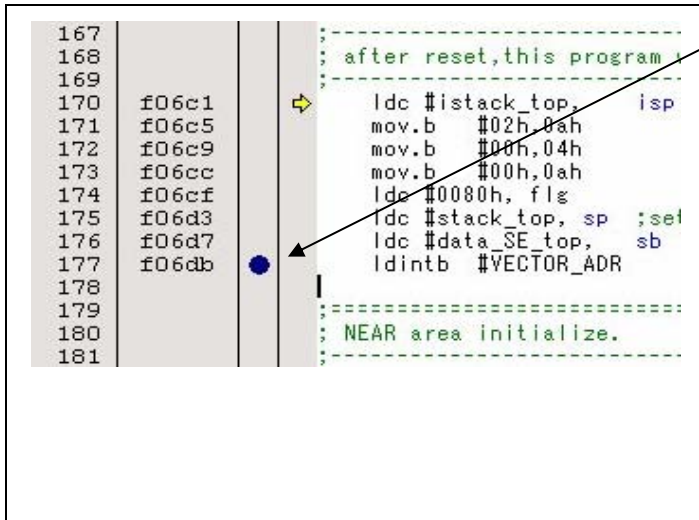 167 ;-----------------------------------
168 ; after reset,this program
169 ;-----------------------------------
170 f06c1 ldc #istack_top, isp
171 f06c5 mov.b #02h,0ah
172 f06c9 mov.b #00h,04h
173 f06cc mov.b #00h,0ah
174 f06cf ldc #0080h, flg
175 f06d3 ldc #stack_top, sp ;set
176 f06d7 ldc #data_SE_top, sb
177 f06db ldintb #VECTOR_ADR
178
179 ;===================================
180 ; NEAR area initialize.
181 ;-----------------------------------